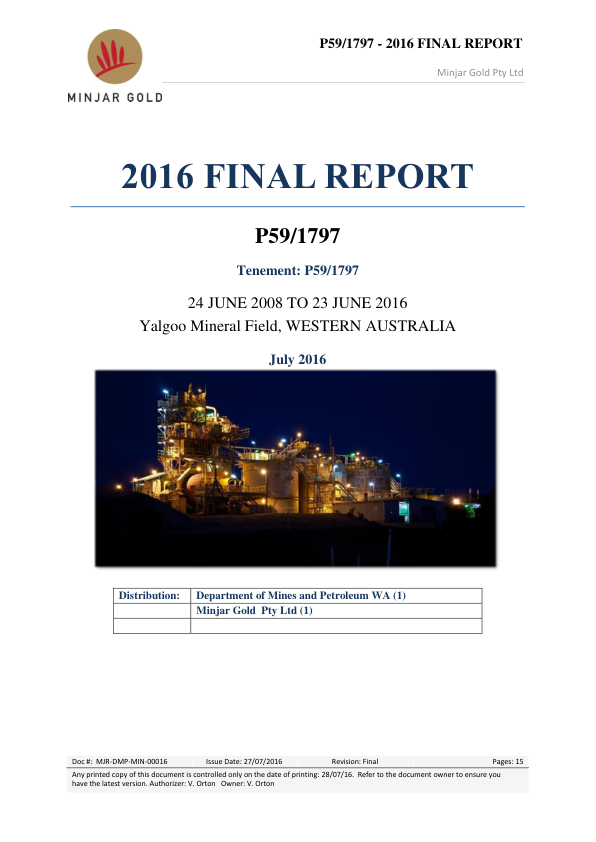 P59/1797 - 2016 FINAL REPORT
Minjar Gold Pty Ltd
MINJAR GOLD
2016 FINAL REPORT
P59/1797
Tenement: P59/1797
24 JUNE 2008 TO 23 JUNE 2016
Yalgoo Mineral Field, WESTERN AUSTRALIA
July 2016
Distribution: Department of Mines and Petroleum WA (1)
Minjar Gold Pty Ltd (1)
Doc #: MJR-DMP-MIN-00016 Issue Date: 27/07/2016 Revision: Final Pages: 15
Any printed copy of this document is controlled only on the date of printing: 28/07/16. Refer to the document owner to ensure you
have the latest version. Authorizer: V. Orton Owner: V. Orton